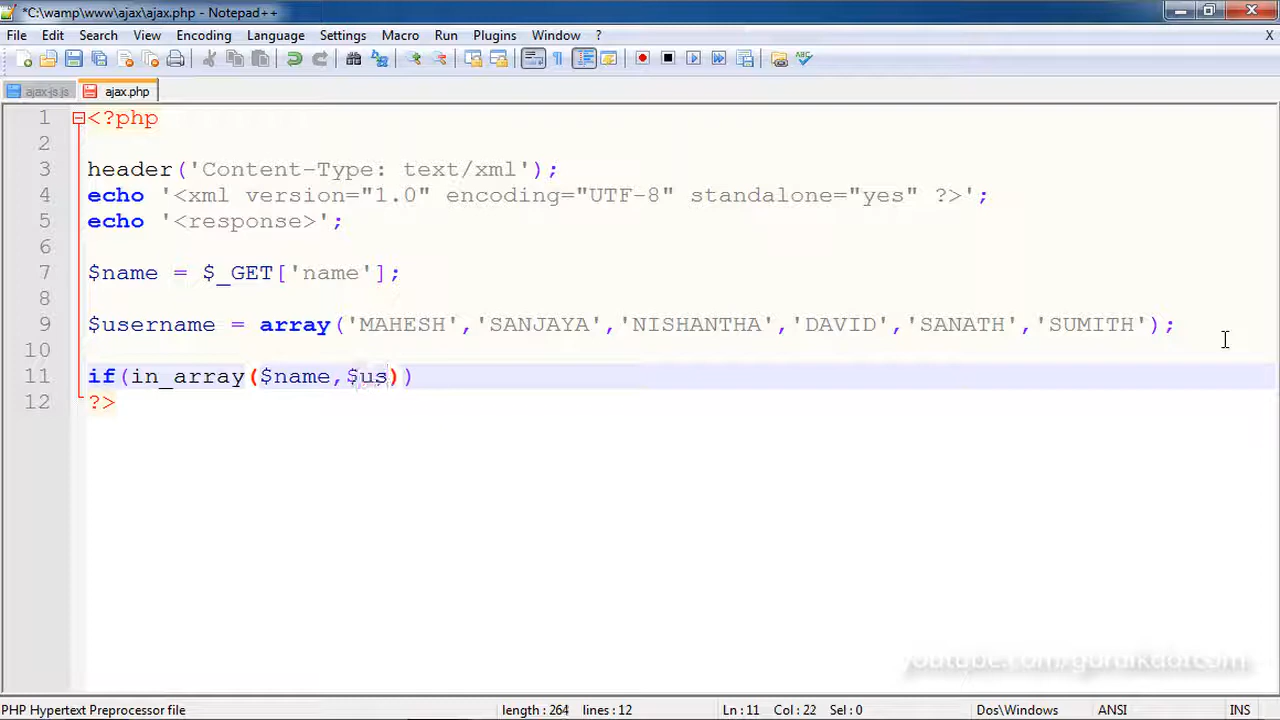 *C:\wamp\www\ajax\ajax.php - Notepad++
File Edit Search View Encoding Language Settings Macro Run Plugins Window ? X
ajax-js.js ajax.php
1 <?php
2
3 header('Content-Type: text/xml');
4 echo '<xml version="1.0" encoding="UTF-8" standalone="yes" ?>';
5 echo '<response>';
6
7 $name = $_GET['name'];
8
9 $username = array('MAHESH','SANJAYA','NISHANTHA','DAVID','SANATH','SUMITH');
10
11 if(in_array($name,$us))
12 ?>
PHP Hypertext Preprocessor file length : 264 lines : 12 Ln : 11 Col : 22 Sel : 0 Dos\Windows ANSI INS